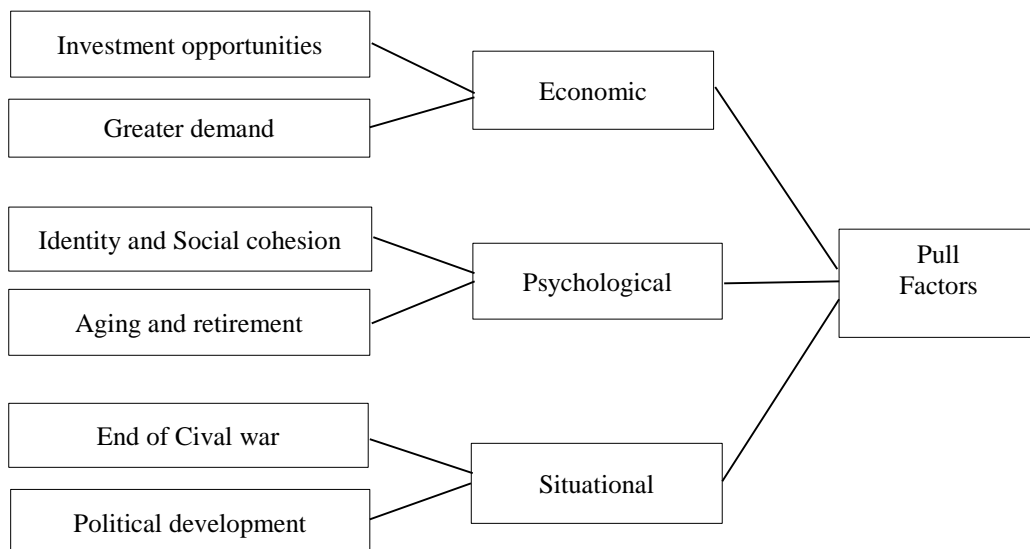 Investment opportunities
Greater demand
Economic
Identity and Social cohesion
Aging and retirement
Psychological
End of Cival war
Political development
Situational
Pull
Factors